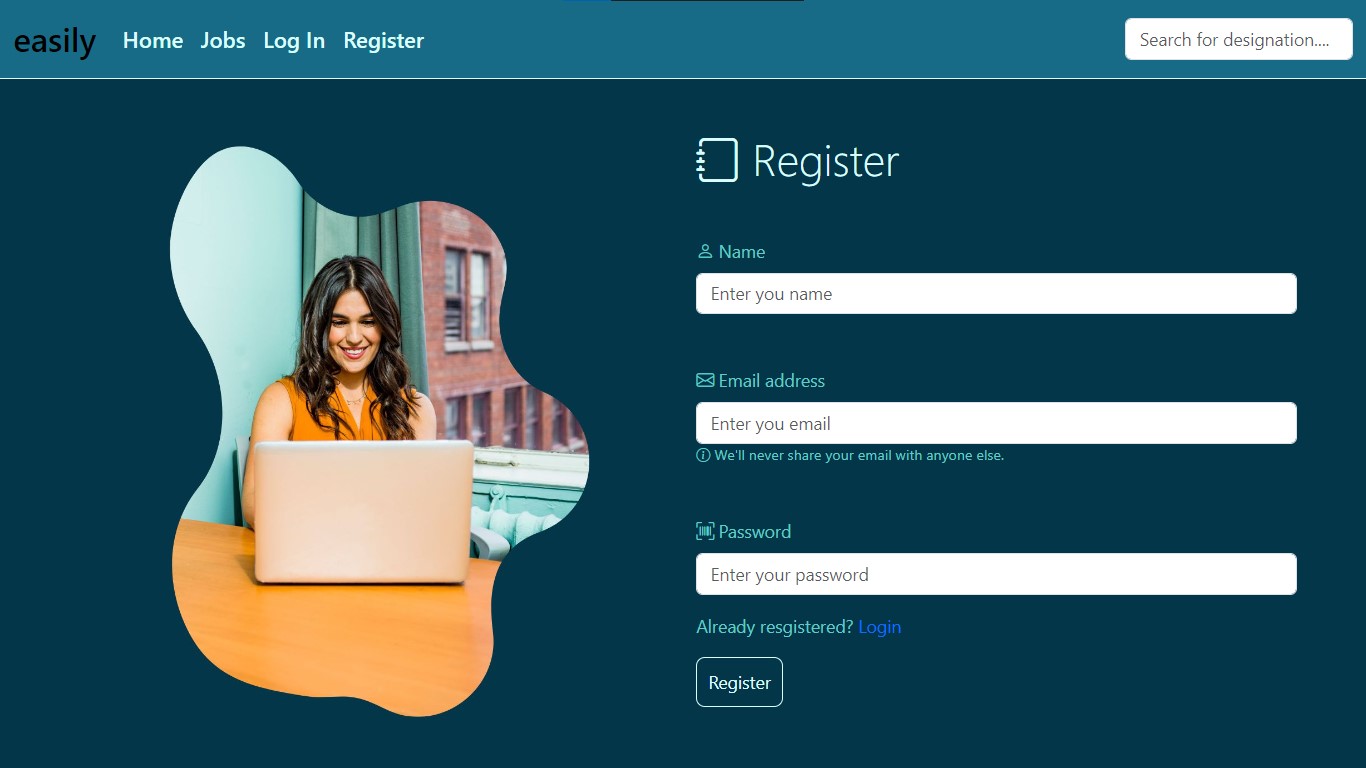 easily Home Jobs Log In Register Search for designation....
Register
Name
Enter you name
Email address
Enter you email
We'll never share your email with anyone else.
Password
Enter your password
Already resgistered? Login
Register